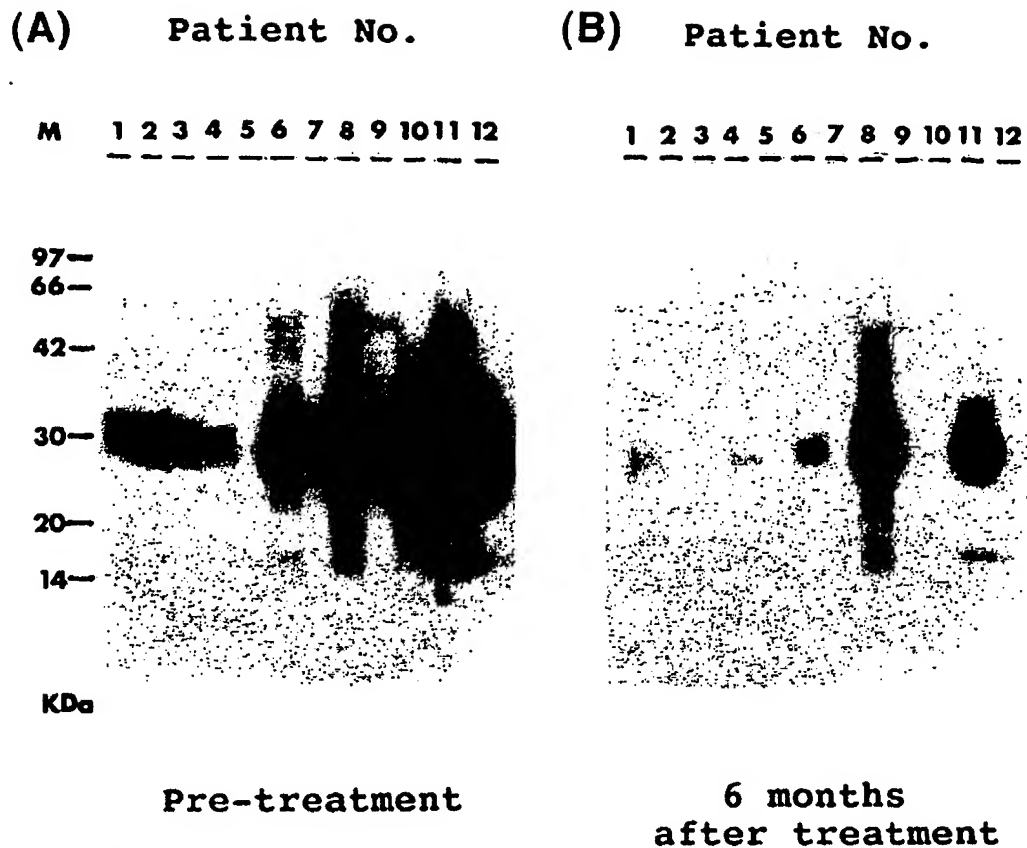 (A) Patient No.
M 1 2 3 4 5 6 7 8 9 10 11 12
97
66
42
30
20
14
KDa
Pre-treatment
(B) Patient No.
1 2 3 4 5 6 7 8 9 10 11 12
6 months
after treatment